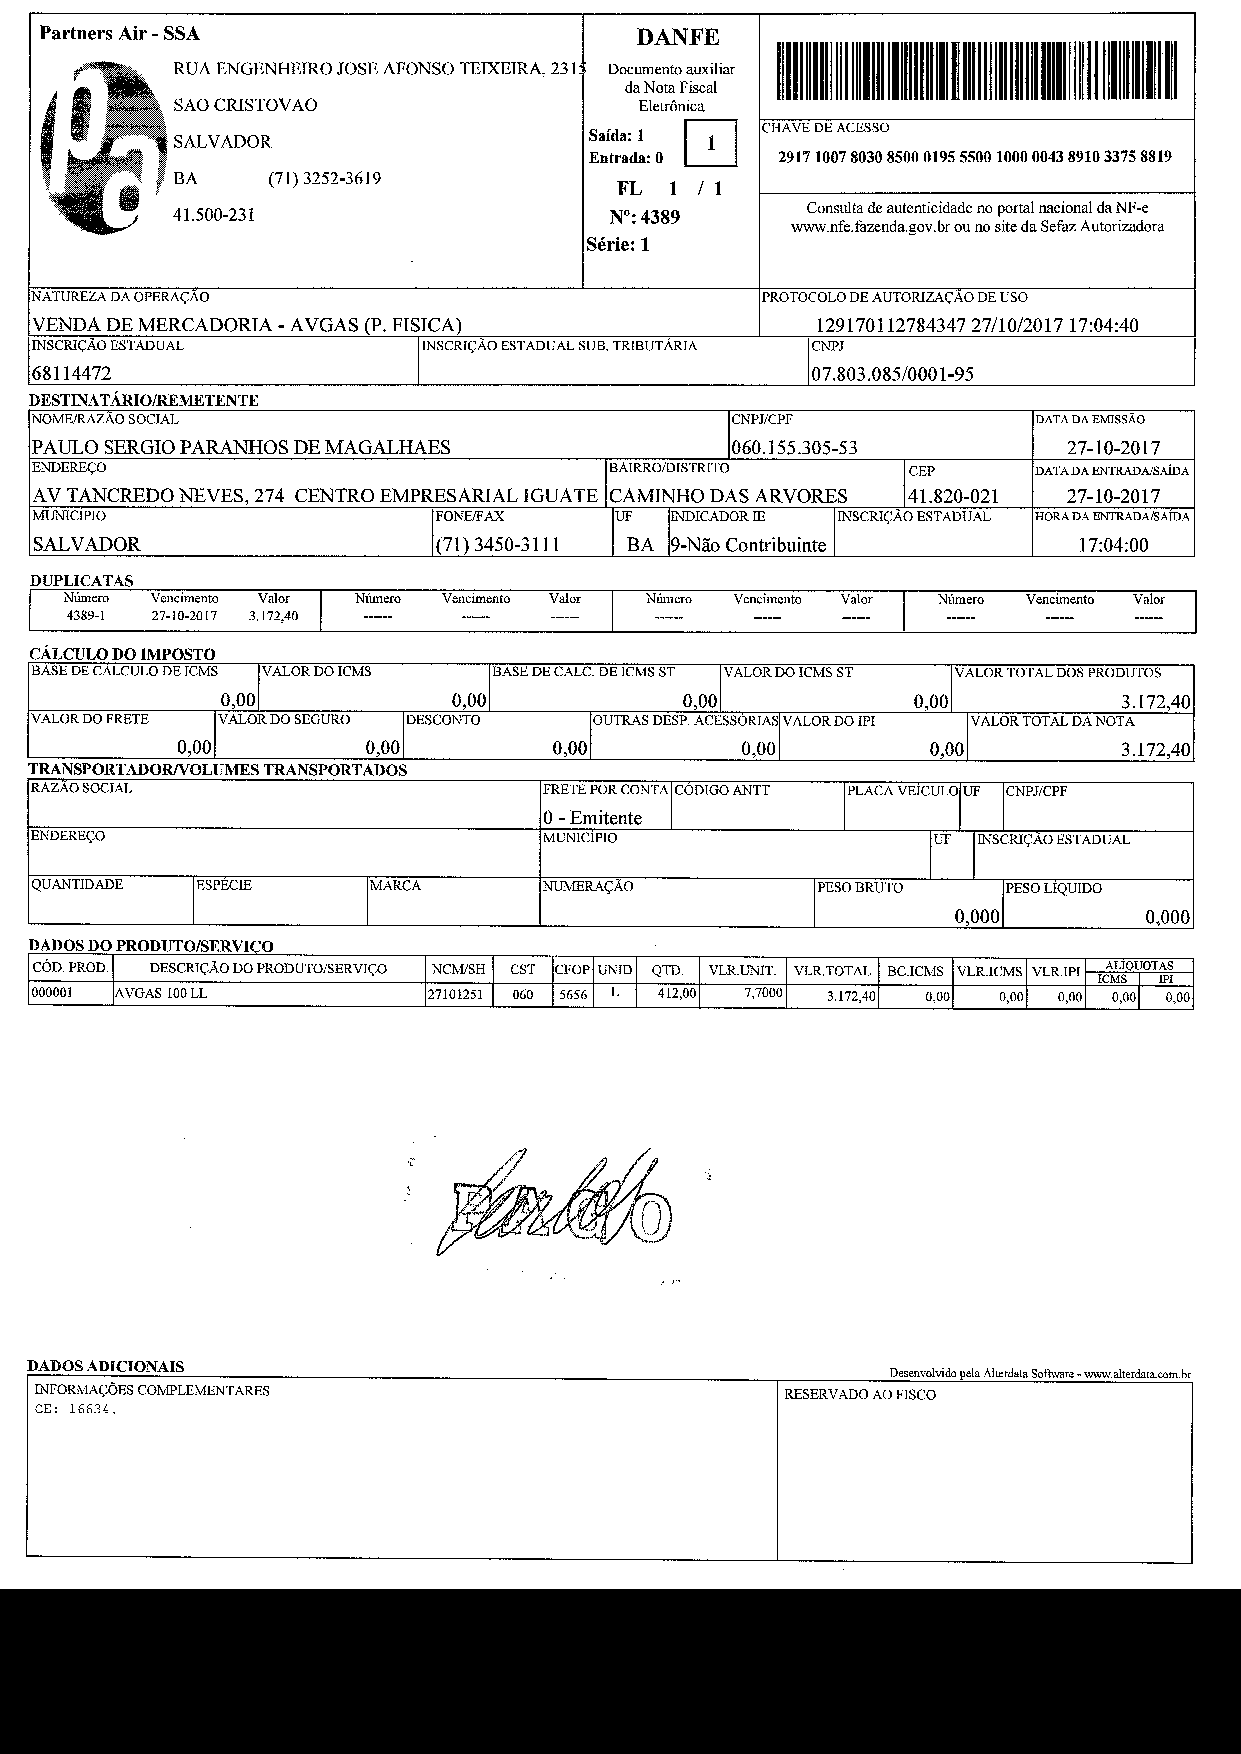 Partners Air - SSA
RUA ENGENHEIRO JOSE AFONSO TEIXEIRA, 2315
SAO CRISTOVAO
SALVADOR
BA (71) 3252-3619
41.500-231
DANFE
Documento auxiliar
da Nota Fiscal
Eletrônica
Saída: 1
Entrada: 0
1
FL 1 / 1
Nº: 4389
Série: 1
CHAVE DE ACESSO
2917 1007 8030 8500 0195 5500 1000 0043 8910 3375 8819
Consulta de autenticidade no portal nacional da NF-e
www.nfe.fazenda.gov.br ou no site da Sefaz Autorizadora
NATUREZA DA OPERAÇÃO PROTOCOLO DE AUTORIZAÇÃO DE USO
VENDA DE MERCADORIA - AVGAS (P. FISICA) 129170112784347 27/10/2017 17:04:40
INSCRIÇÃO ESTADUAL INSCRIÇÃO ESTADUAL SUB. TRIBUTÁRIA CNPJ
68114472 07.803.085/0001-95
DESTINATÁRIO/REMETENTE
NOME/RAZÃO SOCIAL CNPJ/CPF DATA DA EMISSÃO
PAULO SERGIO PARANHOS DE MAGALHAES 060.155.305-53 27-10-2017
ENDEREÇO BAIRRO/DISTRITO CEP DATA DA ENTRADA/SAÍDA
AV TANCREDO NEVES, 274 CENTRO EMPRESARIAL IGUATE CAMINHO DAS ARVORES 41.820-021 27-10-2017
MUNICÍPIO FONE/FAX UF INDICADOR IE INSCRIÇÃO ESTADUAL HORA DA ENTRADA/SAÍDA
SALVADOR (71) 3450-3111 BA 9-Não Contribuinte 17:04:00
DUPLICATAS
Número Vencimento Valor Número Vencimento Valor Número Vencimento Valor Número Vencimento Valor
4389-1 27-10-2017 3.172,40 ----- ----- ----- ----- ----- ----- ----- ----- -----
CÁLCULO DO IMPOSTO
BASE DE CÁLCULO DE ICMS VALOR DO ICMS BASE DE CALC. DE ICMS ST VALOR DO ICMS ST VALOR TOTAL DOS PRODUTOS
0,00 0,00 0,00 0,00 3.172,40
VALOR DO FRETE VALOR DO SEGURO DESCONTO OUTRAS DESP. ACESSÓRIAS VALOR DO IPI VALOR TOTAL DA NOTA
0,00 0,00 0,00 0,00 0,00 3.172,40
TRANSPORTADOR/VOLUMES TRANSPORTADOS
RAZÃO SOCIAL FRETE POR CONTA CÓDIGO ANTT PLACA VEÍCULO UF CNPJ/CPF
0 - Emitente
ENDEREÇO MUNICÍPIO UF INSCRIÇÃO ESTADUAL
QUANTIDADE ESPÉCIE MARCA NUMERAÇÃO PESO BRUTO PESO LÍQUIDO
0,000 0,000
DADOS DO PRODUTO/SERVIÇO
CÓD. PROD. DESCRIÇÃO DO PRODUTO/SERVIÇO NCM/SH CST CFOP UNID QTD. VLR.UNIT. VLR.TOTAL BC.ICMS VLR.ICMS VLR.IPI ALÍQUOTAS
ICMS IPI
000001 AVGAS 100 LL 27101251 060 5656 L 412,00 7,7000 3.172,40 0,00 0,00 0,00 0,00 0,00
DADOS ADICIONAIS
Desenvolvido pela Alterdata Software - www.alterdata.com.br
INFORMAÇÕES COMPLEMENTARES
CE: 16634.
RESERVADO AO FISCO